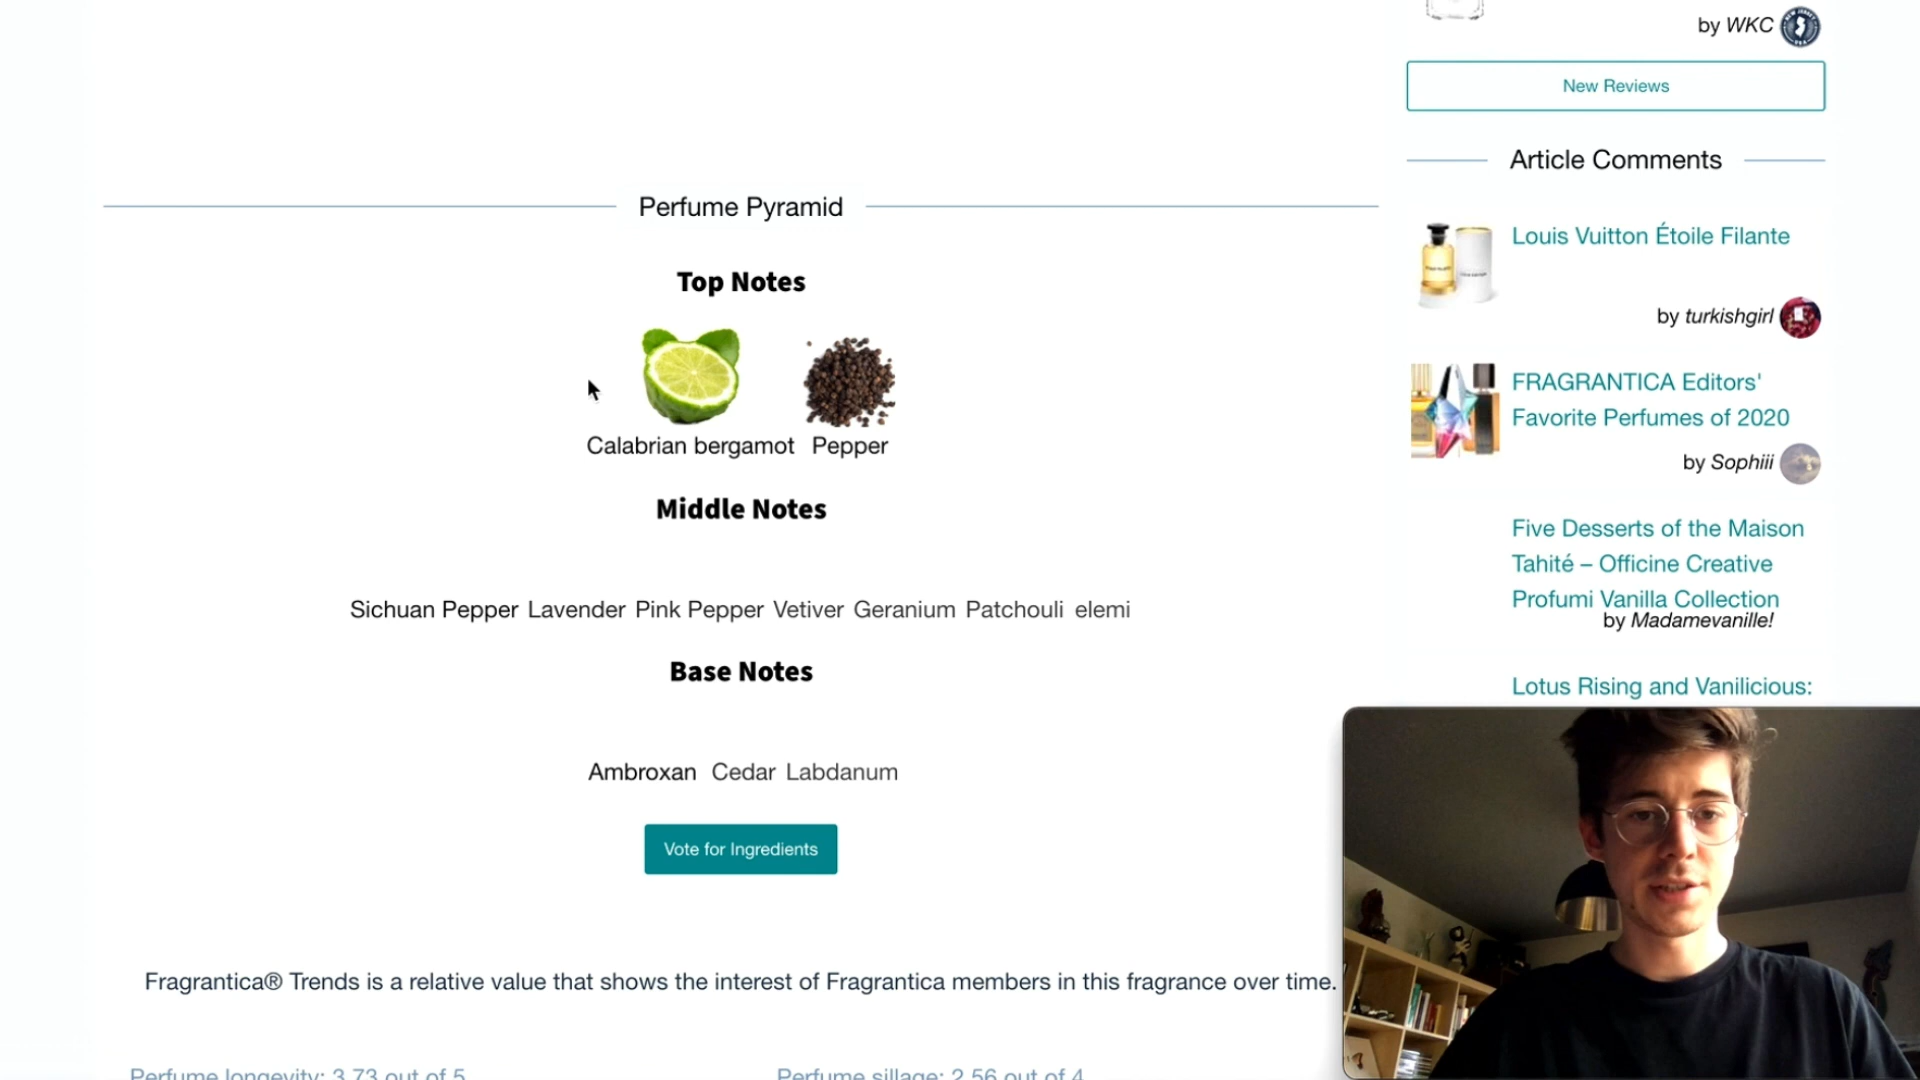 by WKC
New Reviews
Article Comments
Louis Vuitton Étoile Filante
by turkishgirl
FRAGRANTICA Editors'
Favorite Perfumes of 2020
by Sophiii
Five Desserts of the Maison
Tahité – Officine Creative
Profumi Vanilla Collection
by Madamevanille!
Lotus Rising and Vanilicious:
Perfume Pyramid
Top Notes
Calabrian bergamot Pepper
Middle Notes
Sichuan Pepper Lavender Pink Pepper Vetiver Geranium Patchouli elemi
Base Notes
Ambroxan Cedar Labdanum
Vote for Ingredients
Fragrantica® Trends is a relative value that shows the interest of Fragrantica members in this fragrance over time.
Perfume longevity: 3.73 out of 5
Perfume sillage: 2.56 out of 4